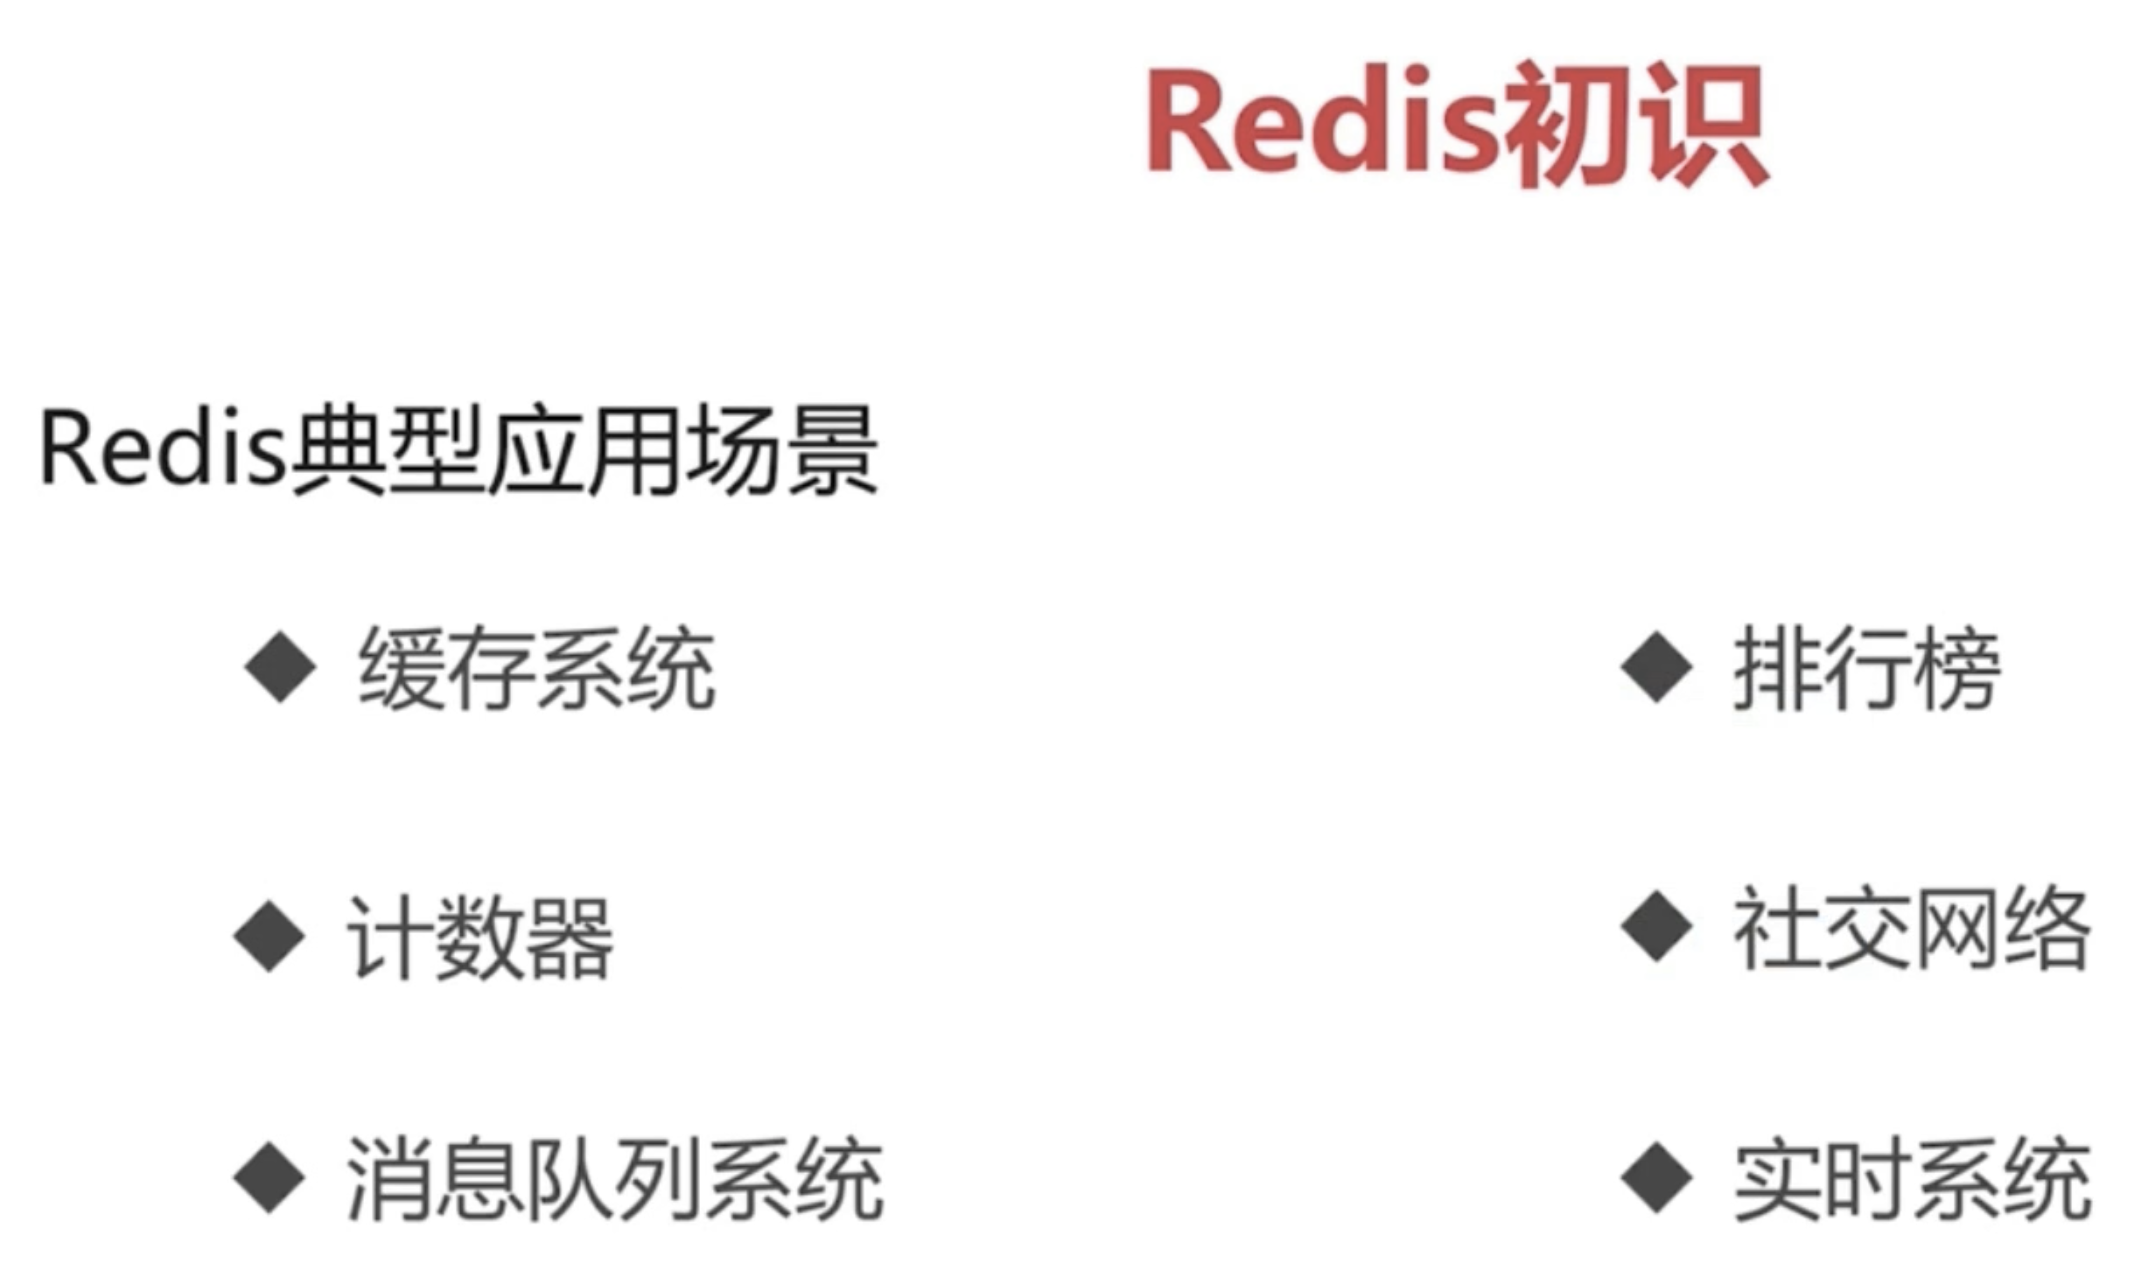 Redis初识
Redis典型应用场景
◆ 缓存系统
◆ 排行榜
◆ 计数器
◆ 社交网络
◆ 消息队列系统
◆ 实时系统